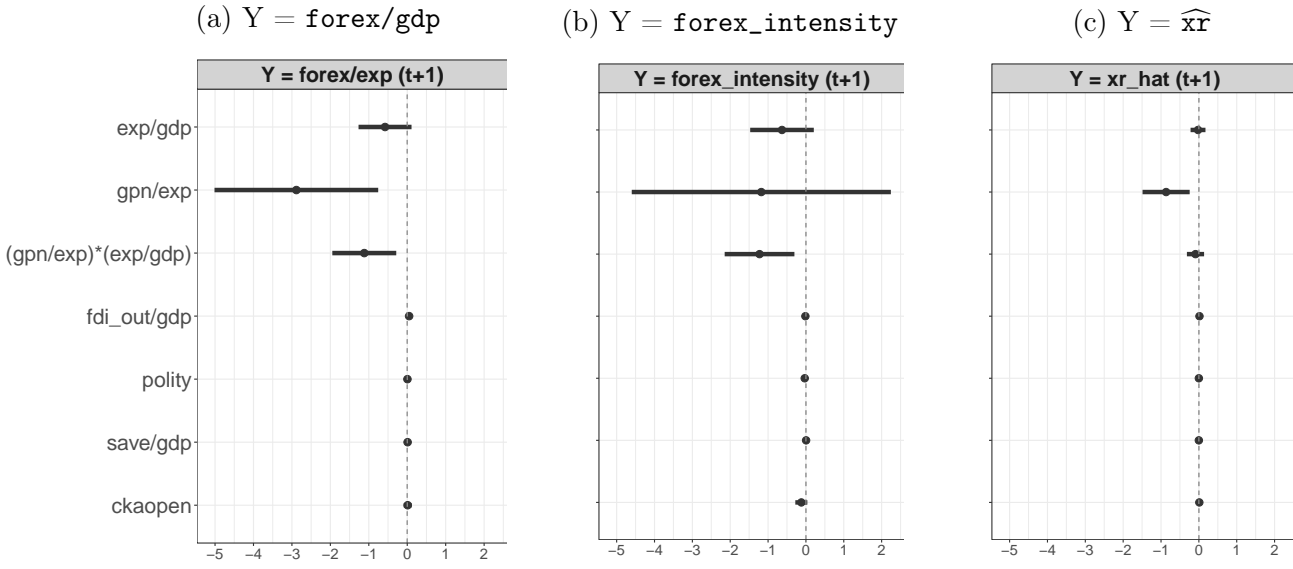 (a) Y = forex/gdp
(b) Y = forex_intensity
(c) Y = x̂r
Y = forex/exp (t+1)
Y = forex_intensity (t+1)
Y = xr_hat (t+1)
exp/gdp
gpn/exp
(gpn/exp)*(exp/gdp)
fdi_out/gdp
polity
save/gdp
ckaopen
−5 −4 −3 −2 −1 0 1 2
−5 −4 −3 −2 −1 0 1 2
−5 −4 −3 −2 −1 0 1 2